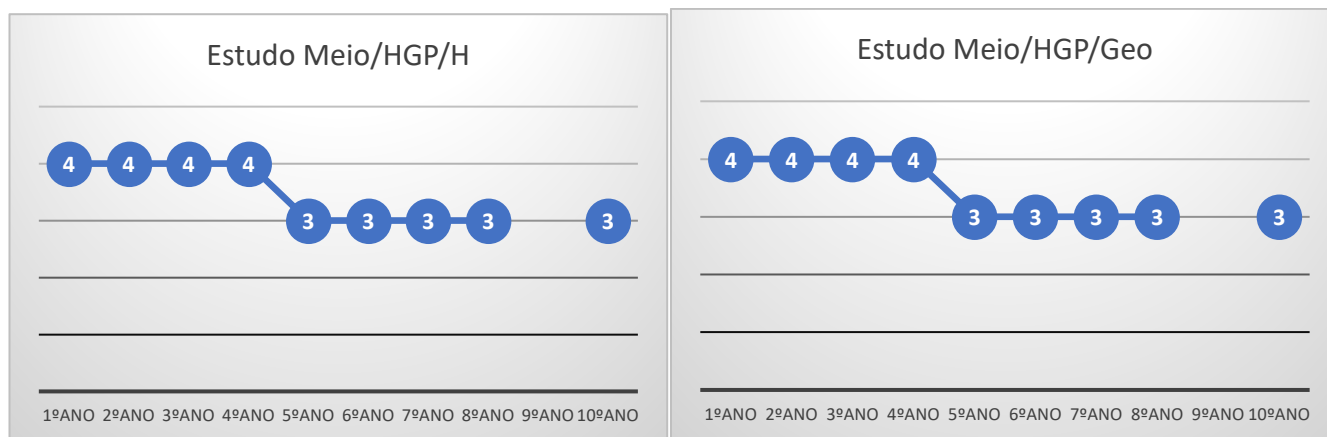 Estudo Meio/HGP/H
4 4 4 4
3 3 3 3 3
1ºANO 2ºANO 3ºANO 4ºANO 5ºANO 6ºANO 7ºANO 8ºANO 9ºANO 10ºANO
Estudo Meio/HGP/Geo
4 4 4 4
3 3 3 3 3
1ºANO 2ºANO 3ºANO 4ºANO 5ºANO 6ºANO 7ºANO 8ºANO 9ºANO 10ºANO